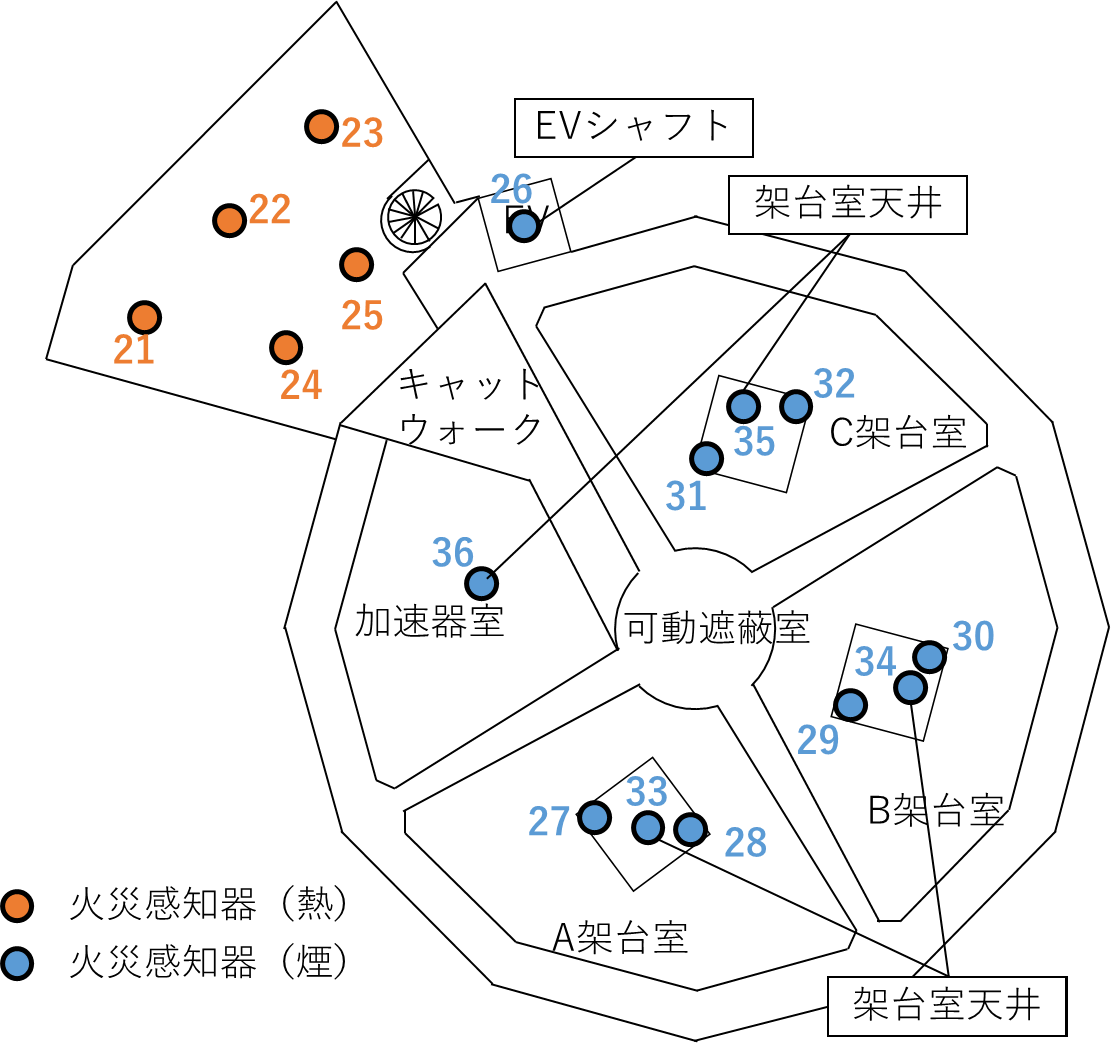 23
EVシャフト
26
EV
架台室天井
22
25
21
24
キャット
ウォーク
32
35
C架台室
31
36
加速器室
可動遮蔽室
30
34
29
33
27
28
B架台室
A架台室
火災感知器（熱）
火災感知器（煙）
架台室天井